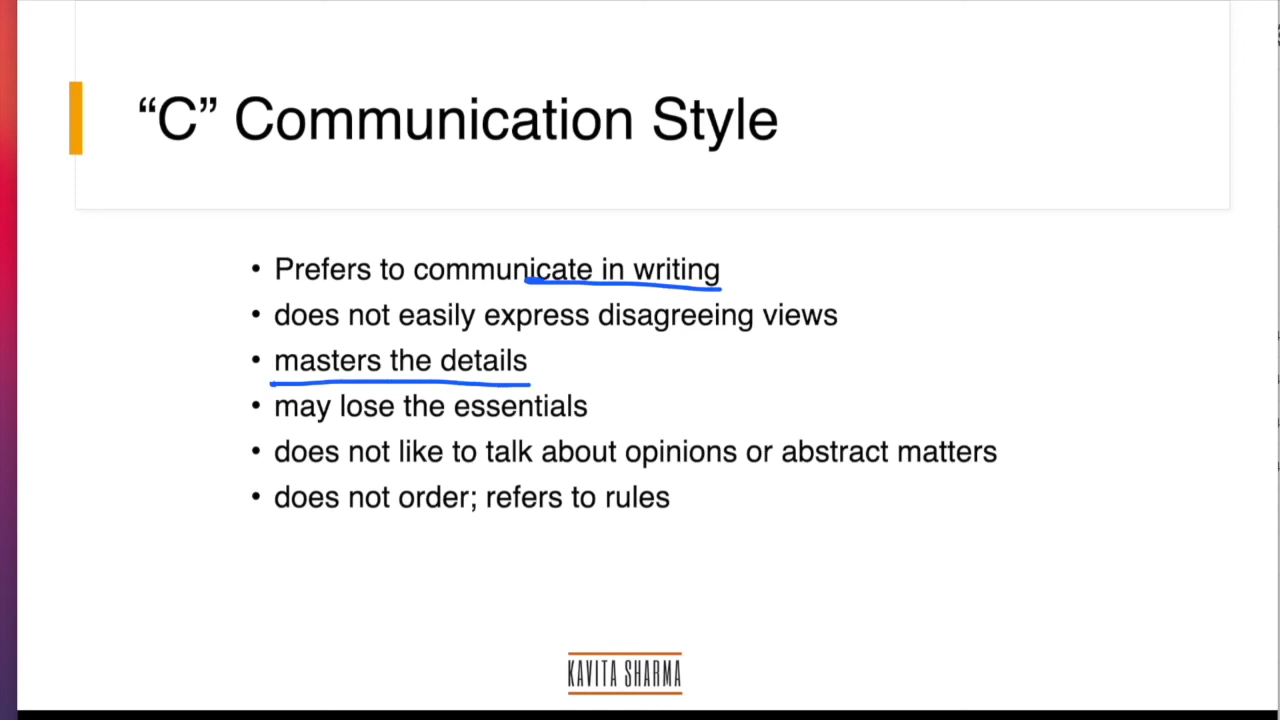 “C” Communication Style
• Prefers to communicate in writing
• does not easily express disagreeing views
• masters the details
• may lose the essentials
• does not like to talk about opinions or abstract matters
• does not order; refers to rules
KAVITA SHARMA